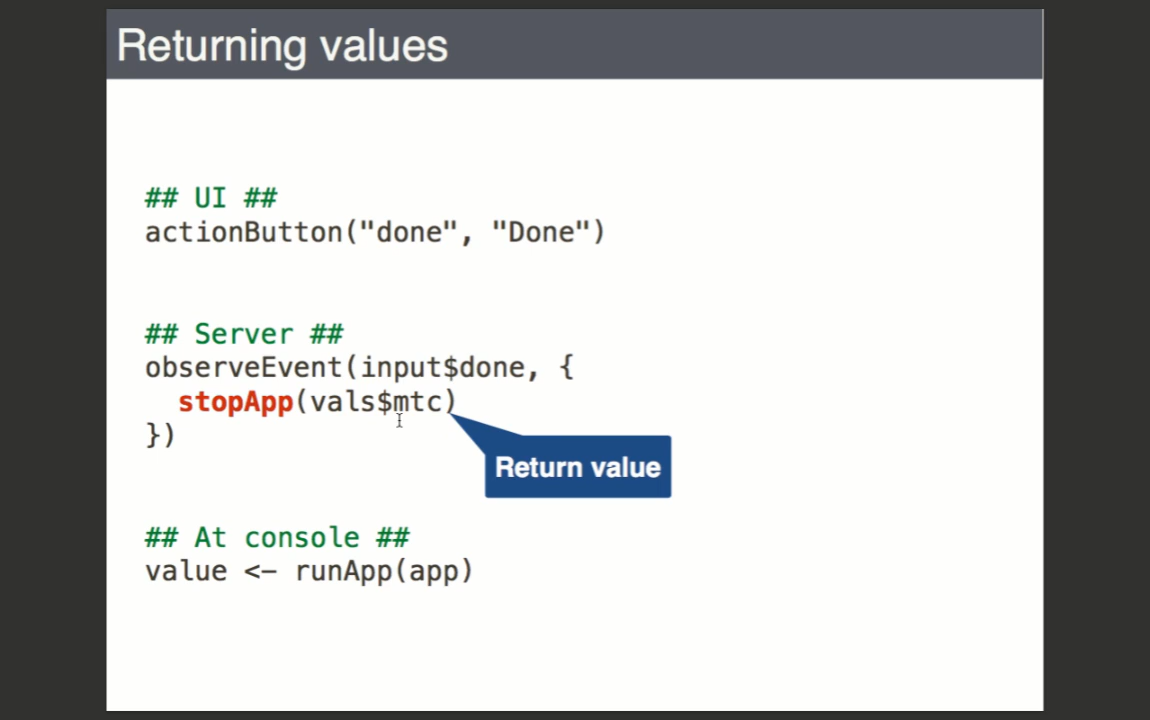 Returning values
## UI ##
actionButton("done", "Done")
## Server ##
observeEvent(input$done, {
  stopApp(vals$mtc)
})
Return value
## At console ##
value <- runApp(app)